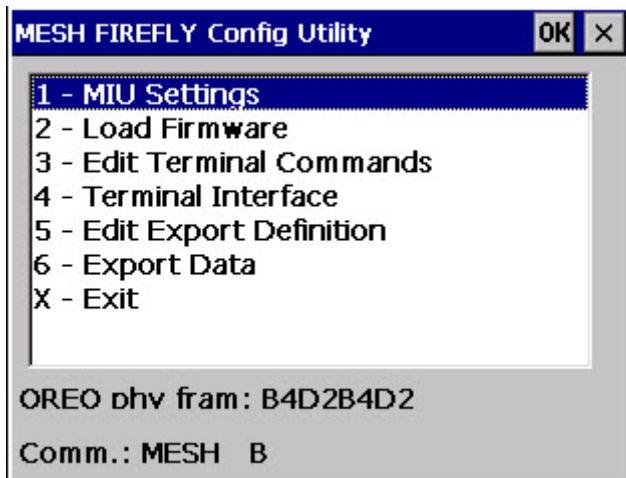 MESH FIREFLY Config Utility OK ×
1 - MIU Settings
2 - Load Firmware
3 - Edit Terminal Commands
4 - Terminal Interface
5 - Edit Export Definition
6 - Export Data
X - Exit
OREO phy fram: B4D2B4D2
Comm.: MESH B